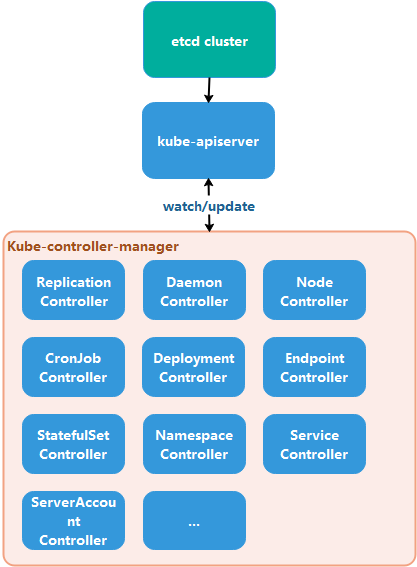 etcd cluster
kube-apiserver
watch/update
Kube-controller-manager
Replication
Controller
Daemon
Controller
Node
Controller
CronJob
Controller
Deployment
Controller
Endpoint
Controller
StatefulSet
Controller
Namespace
Controller
Service
Controller
ServerAccou
nt
Controller
...